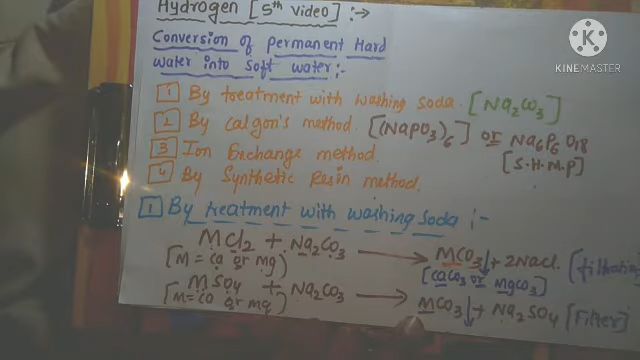 Hydrogen [5th video] :→
KINEMASTER
Conversion of permanent Hard
water into Soft water:-
1 By treatment with washing soda. [Na2CO3]
2 By calgon's method. [(NaPO3)6] or Na6P6O18
[S.H.M.P]
3 Ion Exchange method.
4 By Synthetic Resin method.
1 By treatment with washing Soda :-
MCl2 + Na2CO3 → MCO3↓ + 2NaCl.
[M = Ca or Mg] [CaCO3 or MgCO3]
MSO4 + Na2CO3 → MCO3↓ + Na2SO4 [Filter]
[M = Ca or Mg]